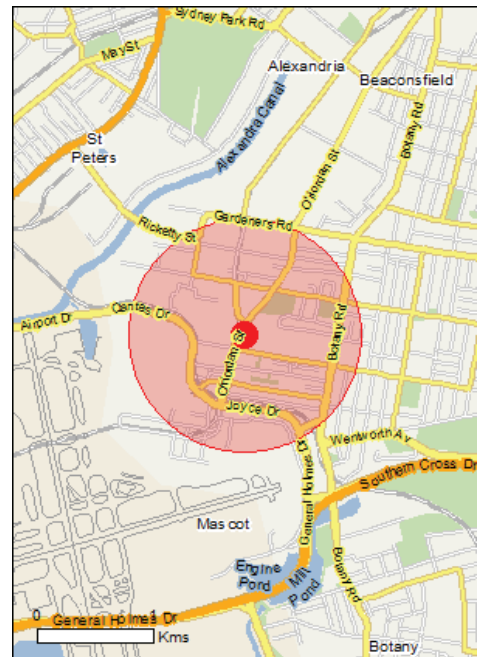 Sydney Park Rd
May St
Alexandria
Beaconsfield
St
Peters
Alexandra Canal
Botany Rd
O'Riordan St
Ricketty St
Gardeners Rd
Airport Dr
Qantas Dr
O'Riordan St
Botany Rd
Joyce Dr
Wentworth Av
General Holmes Dr
Southern Cross Dr
Mascot
Engine
Pond
Mill
Pond
Botany Rd
0 1
General Holmes Dr
Kms
Botany